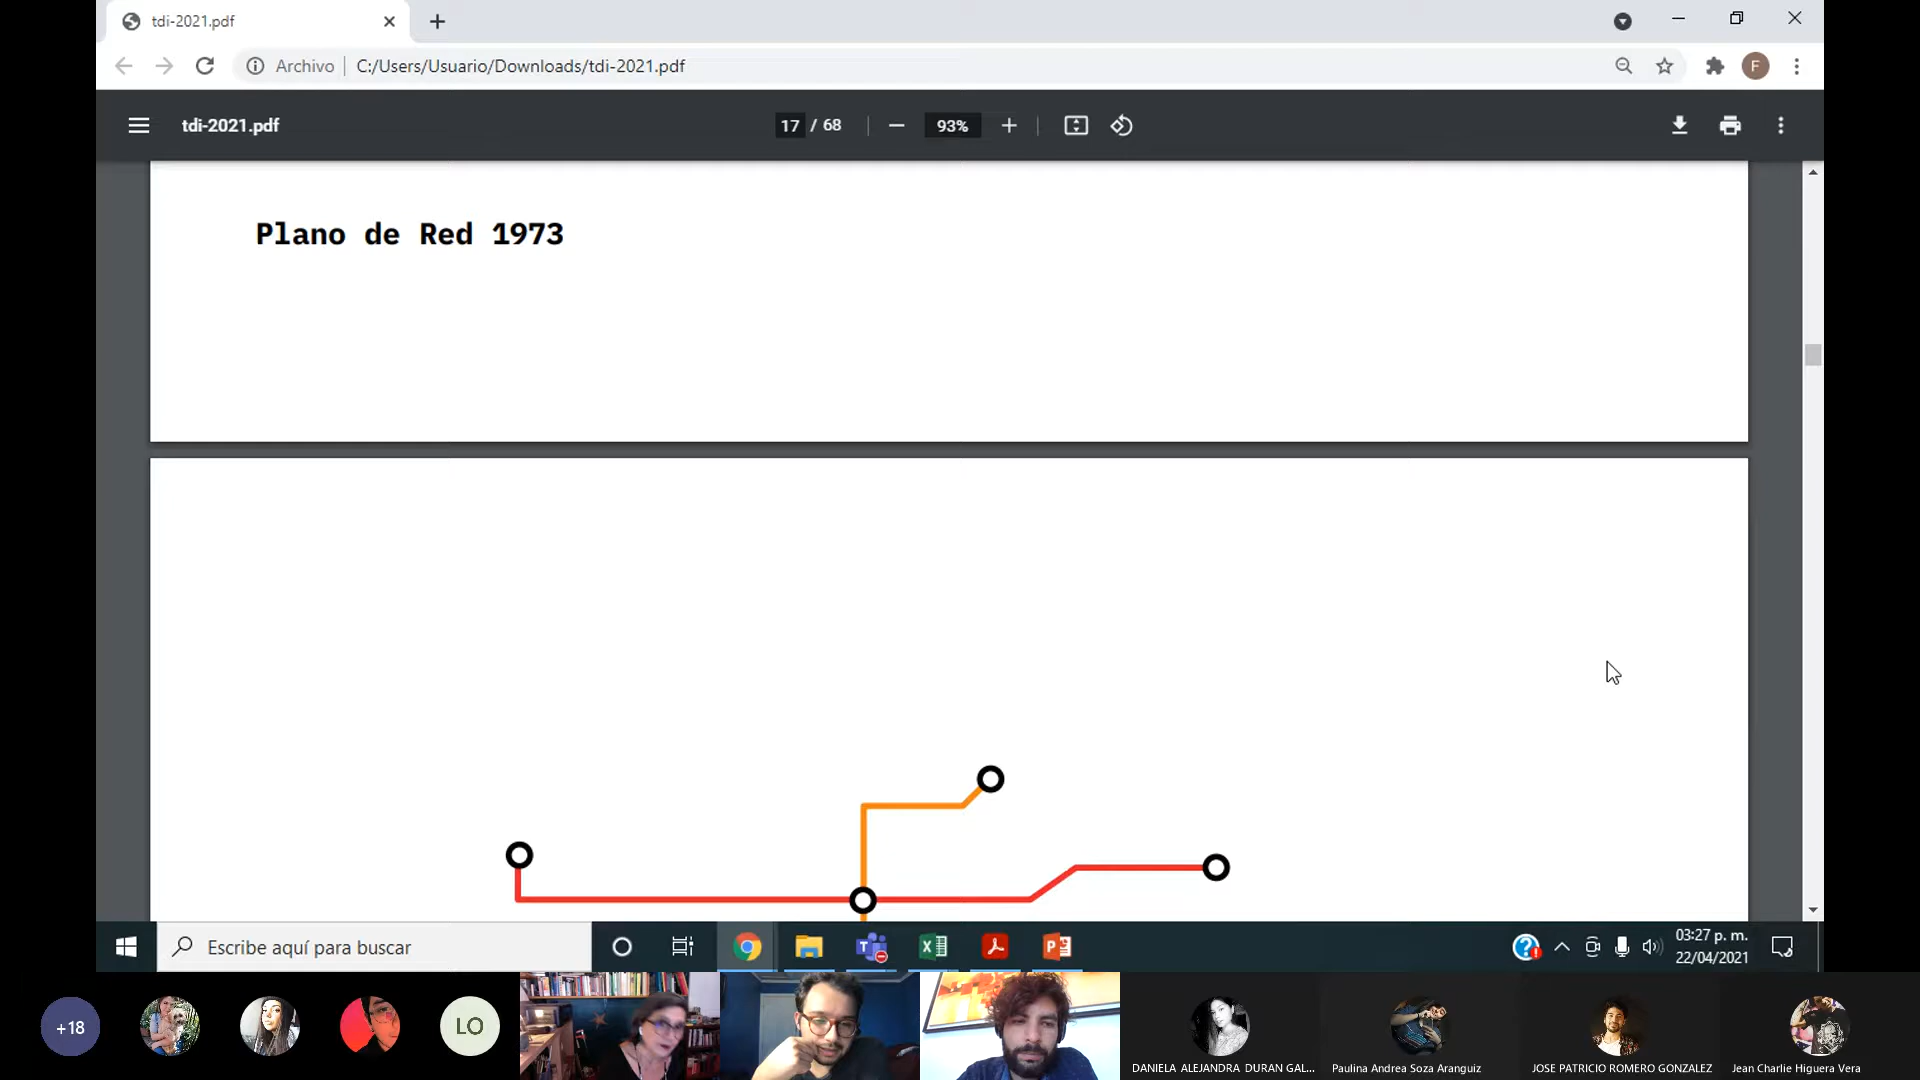 tdi-2021.pdf
Archivo
C:/Users/Usuario/Downloads/tdi-2021.pdf
F
tdi-2021.pdf
17 / 68
93%
Plano de Red 1973
Escribe aquí para buscar
03:27 p. m.
22/04/2021
+18
LO
DANIELA ALEJANDRA DURAN GAL...
Paulina Andrea Soza Aranguiz
JOSE PATRICIO ROMERO GONZALEZ
Jean Charlie Higuera Vera